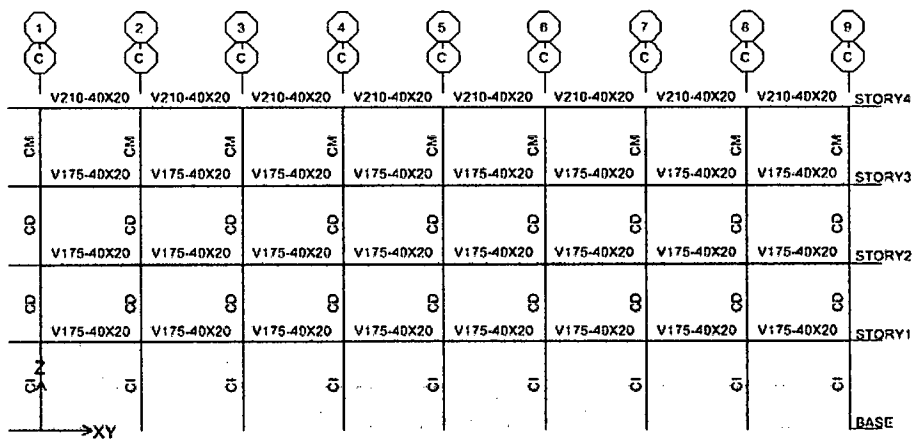 1 2 3 4 5 6 7 8 9
C C C C C C C C C
V210-40X20 V210-40X20 V210-40X20 V210-40X20 V210-40X20 V210-40X20 V210-40X20 V210-40X20 STORY4
CM CM CM CM CM CM CM CM CM
V175-40X20 V175-40X20 V175-40X20 V175-40X20 V175-40X20 V175-40X20 V175-40X20 V175-40X20 STORY3
CD CD CD CD CD CD CD CD CD
V175-40X20 V175-40X20 V175-40X20 V175-40X20 V175-40X20 V175-40X20 V175-40X20 V175-40X20 STORY2
CD CD CD CD CD CD CD CD CD
V175-40X20 V175-40X20 V175-40X20 V175-40X20 V175-40X20 V175-40X20 V175-40X20 V175-40X20 STORY1
Z
CI CI CI CI CI CI CI CI CI
XY BASE